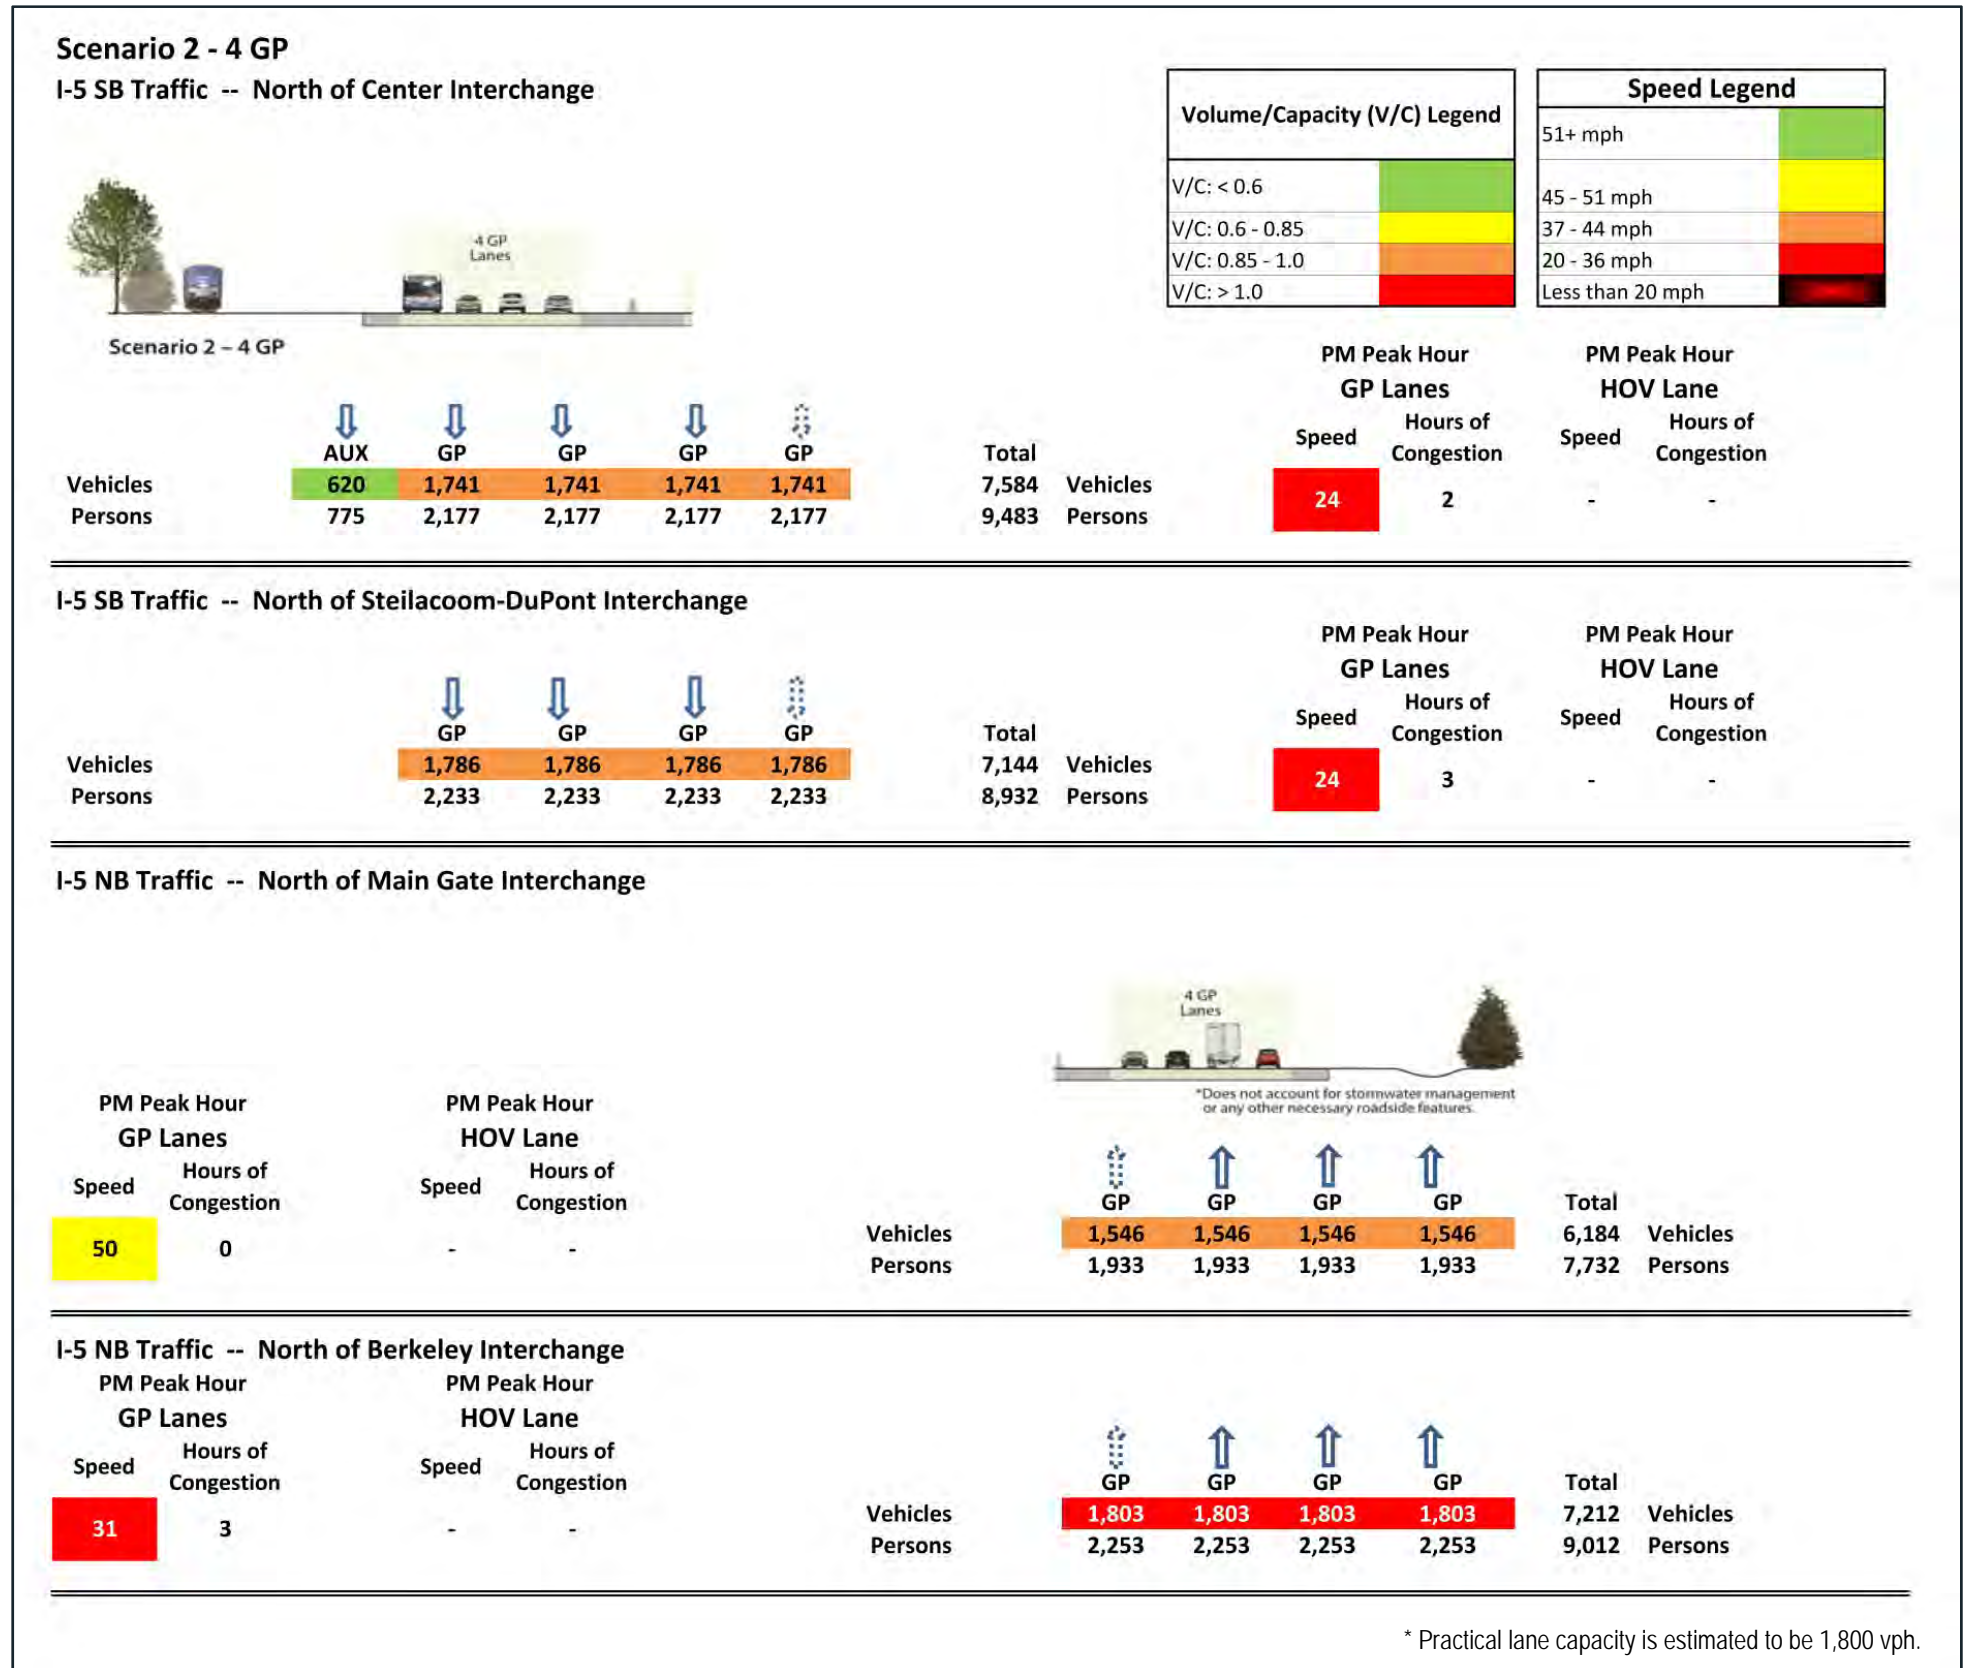 Scenario 2 - 4 GP
I-5 SB Traffic -- North of Center Interchange
Volume/Capacity (V/C) Legend
V/C: < 0.6
V/C: 0.6 - 0.85
V/C: 0.85 - 1.0
V/C: > 1.0
Speed Legend
51+ mph
45 - 51 mph
37 - 44 mph
20 - 36 mph
Less than 20 mph
4 GP
Lanes
Scenario 2 – 4 GP
PM Peak Hour PM Peak Hour
GP Lanes HOV Lane
Speed Hours of Congestion Speed Hours of Congestion
AUX GP GP GP GP Total
Vehicles 620 1,741 1,741 1,741 1,741 7,584 Vehicles
Persons 775 2,177 2,177 2,177 2,177 9,483 Persons
24 2 - -
I-5 SB Traffic -- North of Steilacoom-DuPont Interchange
PM Peak Hour PM Peak Hour
GP Lanes HOV Lane
Speed Hours of Congestion Speed Hours of Congestion
GP GP GP GP Total
Vehicles 1,786 1,786 1,786 1,786 7,144 Vehicles
Persons 2,233 2,233 2,233 2,233 8,932 Persons
24 3 - -
I-5 NB Traffic -- North of Main Gate Interchange
4 GP
Lanes
*Does not account for stormwater management
or any other necessary roadside features.
PM Peak Hour PM Peak Hour
GP Lanes HOV Lane
Speed Hours of Congestion Speed Hours of Congestion
50 0 - -
GP GP GP GP Total
Vehicles 1,546 1,546 1,546 1,546 6,184 Vehicles
Persons 1,933 1,933 1,933 1,933 7,732 Persons
I-5 NB Traffic -- North of Berkeley Interchange
PM Peak Hour PM Peak Hour
GP Lanes HOV Lane
Speed Hours of Congestion Speed Hours of Congestion
31 3 - -
GP GP GP GP Total
Vehicles 1,803 1,803 1,803 1,803 7,212 Vehicles
Persons 2,253 2,253 2,253 2,253 9,012 Persons
* Practical lane capacity is estimated to be 1,800 vph.